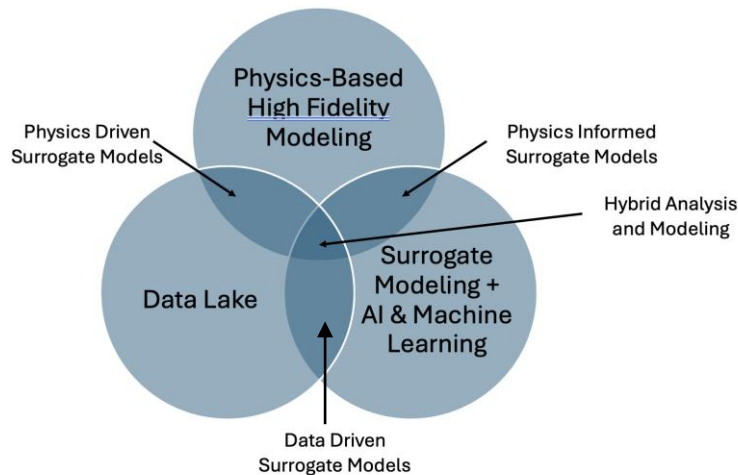 Physics-Based
High Fidelity
Modeling
Physics Driven
Surrogate Models
Physics Informed
Surrogate Models
Hybrid Analysis
and Modeling
Data Lake
Surrogate
Modeling +
AI & Machine
Learning
Data Driven
Surrogate Models